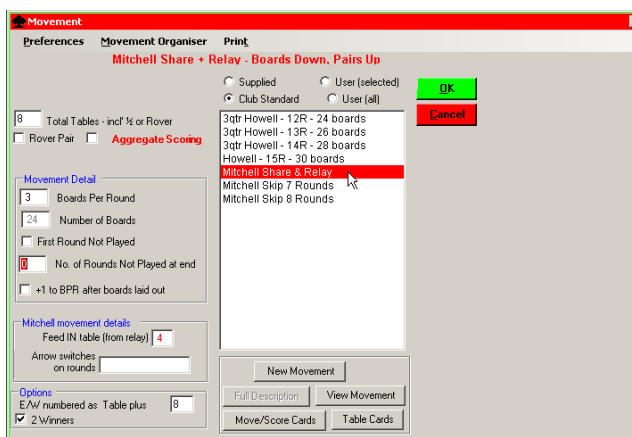 Movement
Preferences Movement Organiser Print
Mitchell Share + Relay - Boards Down, Pairs Up
Supplied User (selected)
Club Standard User (all)
OK
Cancel
8 Total Tables - incl' ½ or Rover
Rover Pair Aggregate Scoring
3qtr Howell - 12R - 24 boards
3qtr Howell - 13R - 26 boards
3qtr Howell - 14R - 28 boards
Howell - 15R - 30 boards
Mitchell Share & Relay
Mitchell Skip 7 Rounds
Mitchell Skip 8 Rounds
Movement Detail
3 Boards Per Round
24 Number of Boards
First Round Not Played
0 No. of Rounds Not Played at end
+1 to BPR after boards laid out
Mitchell movement details
Feed IN table (from relay) 4
Arrow switches
on rounds
Options
E/W numbered as Table plus 8
2 Winners
New Movement
Full Description View Movement
Move/Score Cards Table Cards